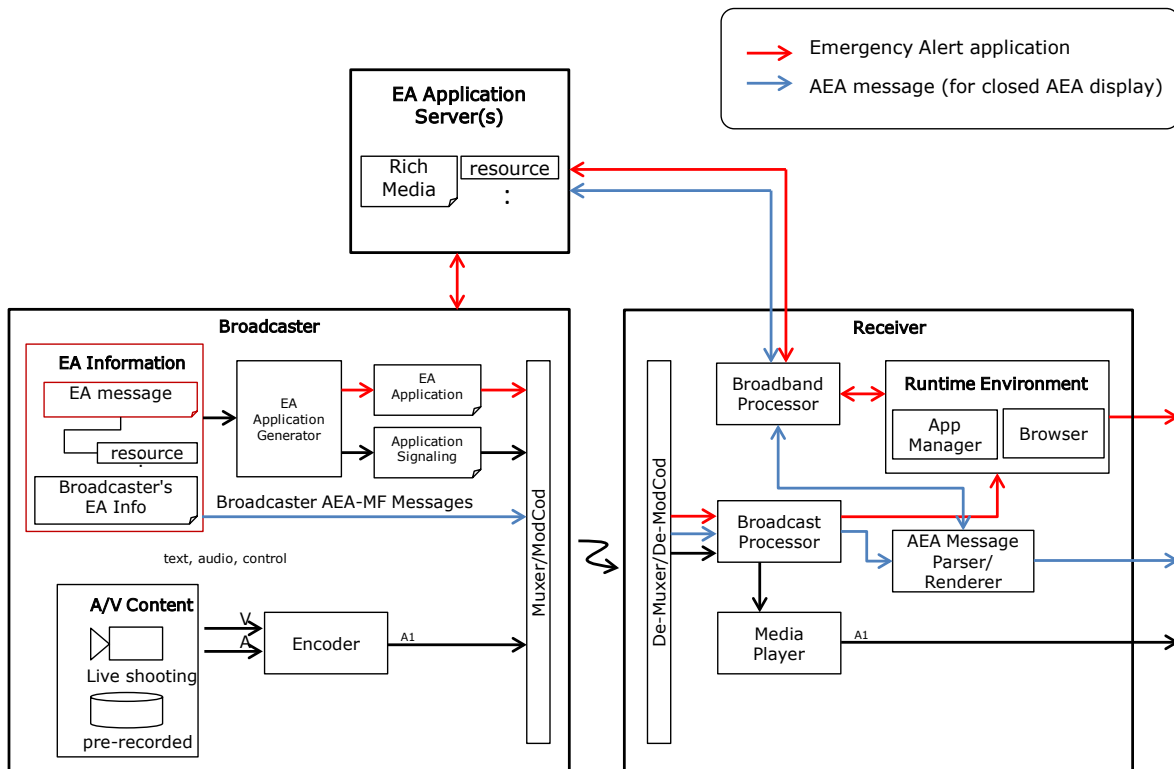 Emergency Alert application
AEA message (for closed AEA display)
EA Application
Server(s)
Rich
Media
resource
:
Broadcaster
EA Information
EA message
resource
.
Broadcaster's
EA Info
EA
Application
Generator
EA
Application
Application
Signaling
Broadcaster AEA-MF Messages
text, audio, control
A/V Content
Live shooting
pre-recorded
V
A
Encoder
A1
Muxer/ModCod
Receiver
De-Muxer/De-ModCod
Broadband
Processor
Runtime Environment
App
Manager
Browser
Broadcast
Processor
AEA Message
Parser/
Renderer
Media
Player
A1